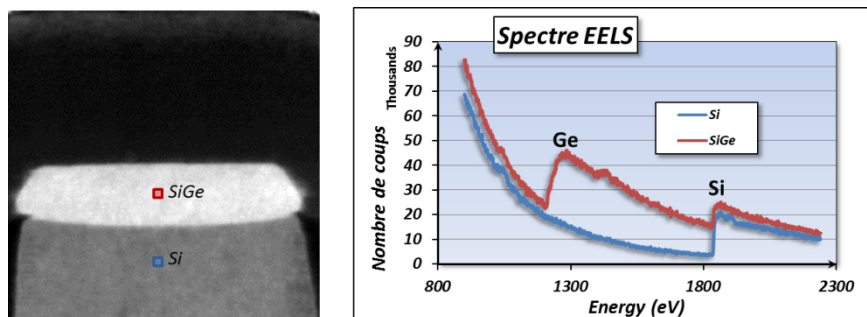 SiGe
Si
Spectre EELS
Nombre de coups
Thousands
90
80
70
60
50
40
30
20
10
0
Ge
Si
Si
SiGe
800
1300
1800
2300
Energy (eV)